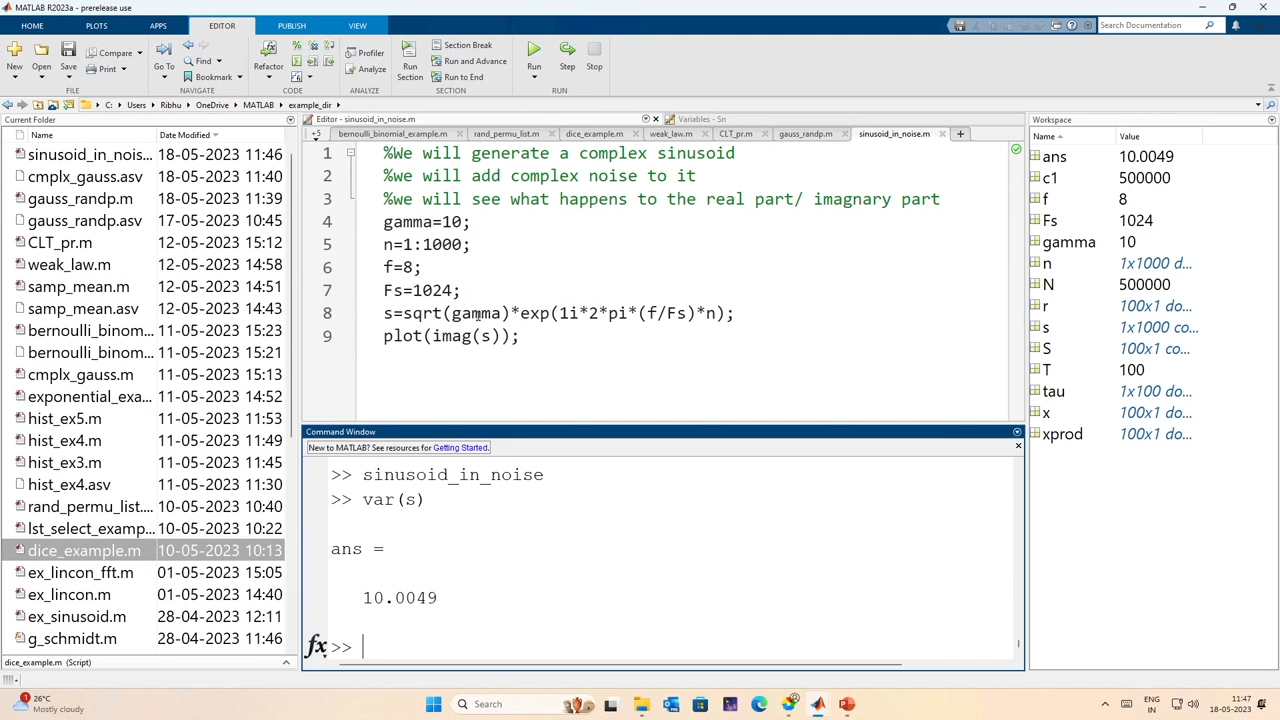 MATLAB R2023a - prerelease use
HOME PLOTS APPS EDITOR PUBLISH VIEW Search Documentation
New Open Save Compare Print Go To Find Bookmark Refactor Profiler Analyze Run Section Section Break Run and Advance Run to End Run Step Stop
FILE NAVIGATE CODE ANALYZE SECTION RUN
C: Users Ribhu OneDrive MATLAB example_dir
Current Folder
Name Date Modified
sinusoid_in_nois... 18-05-2023 11:46
cmplx_gauss.asv 18-05-2023 11:40
gauss_randp.m 18-05-2023 11:39
gauss_randp.asv 17-05-2023 10:45
CLT_pr.m 12-05-2023 15:12
weak_law.m 12-05-2023 14:58
samp_mean.m 12-05-2023 14:51
samp_mean.asv 12-05-2023 14:33
bernoulli_binom... 11-05-2023 15:23
bernoulli_binom... 11-05-2023 15:21
cmplx_gauss.m 11-05-2023 15:13
exponential_exa... 11-05-2023 14:52
hist_ex5.m 11-05-2023 11:53
hist_ex4.m 11-05-2023 11:49
hist_ex3.m 11-05-2023 11:45
hist_ex4.asv 11-05-2023 11:30
rand_permu_list.... 10-05-2023 10:40
lst_select_examp... 10-05-2023 10:22
dice_example.m 10-05-2023 10:13
ex_lincon_fft.m 01-05-2023 15:05
ex_lincon.m 01-05-2023 14:40
ex_sinusoid.m 28-04-2023 12:11
g_schmidt.m 28-04-2023 11:46
dice_example.m (Script)
Editor - sinusoid_in_noise.m Variables - Sn
+5 bernoulli_binomial_example.m rand_permu_list.m dice_example.m weak_law.m CLT_pr.m gauss_randp.m sinusoid_in_noise.m
1 %We will generate a complex sinusoid
2 %we will add complex noise to it
3 %we will see what happens to the real part/ imagnary part
4 gamma=10;
5 n=1:1000;
6 f=8;
7 Fs=1024;
8 s=sqrt(gamma)*exp(1i*2*pi*(f/Fs)*n);
9 plot(imag(s));
Command Window
New to MATLAB? See resources for Getting Started.
>> sinusoid_in_noise
>> var(s)
ans =
10.0049
fx >>
Workspace
Name Value
ans 10.0049
c1 500000
f 8
Fs 1024
gamma 10
n 1x1000 do...
N 500000
r 100x1 do...
s 1x1000 co...
S 100x1 co...
T 100
tau 1x100 do...
x 100x1 do...
xprod 100x1 do...
26°C
Mostly cloudy
Search
ENG
IN
11:47
18-05-2023